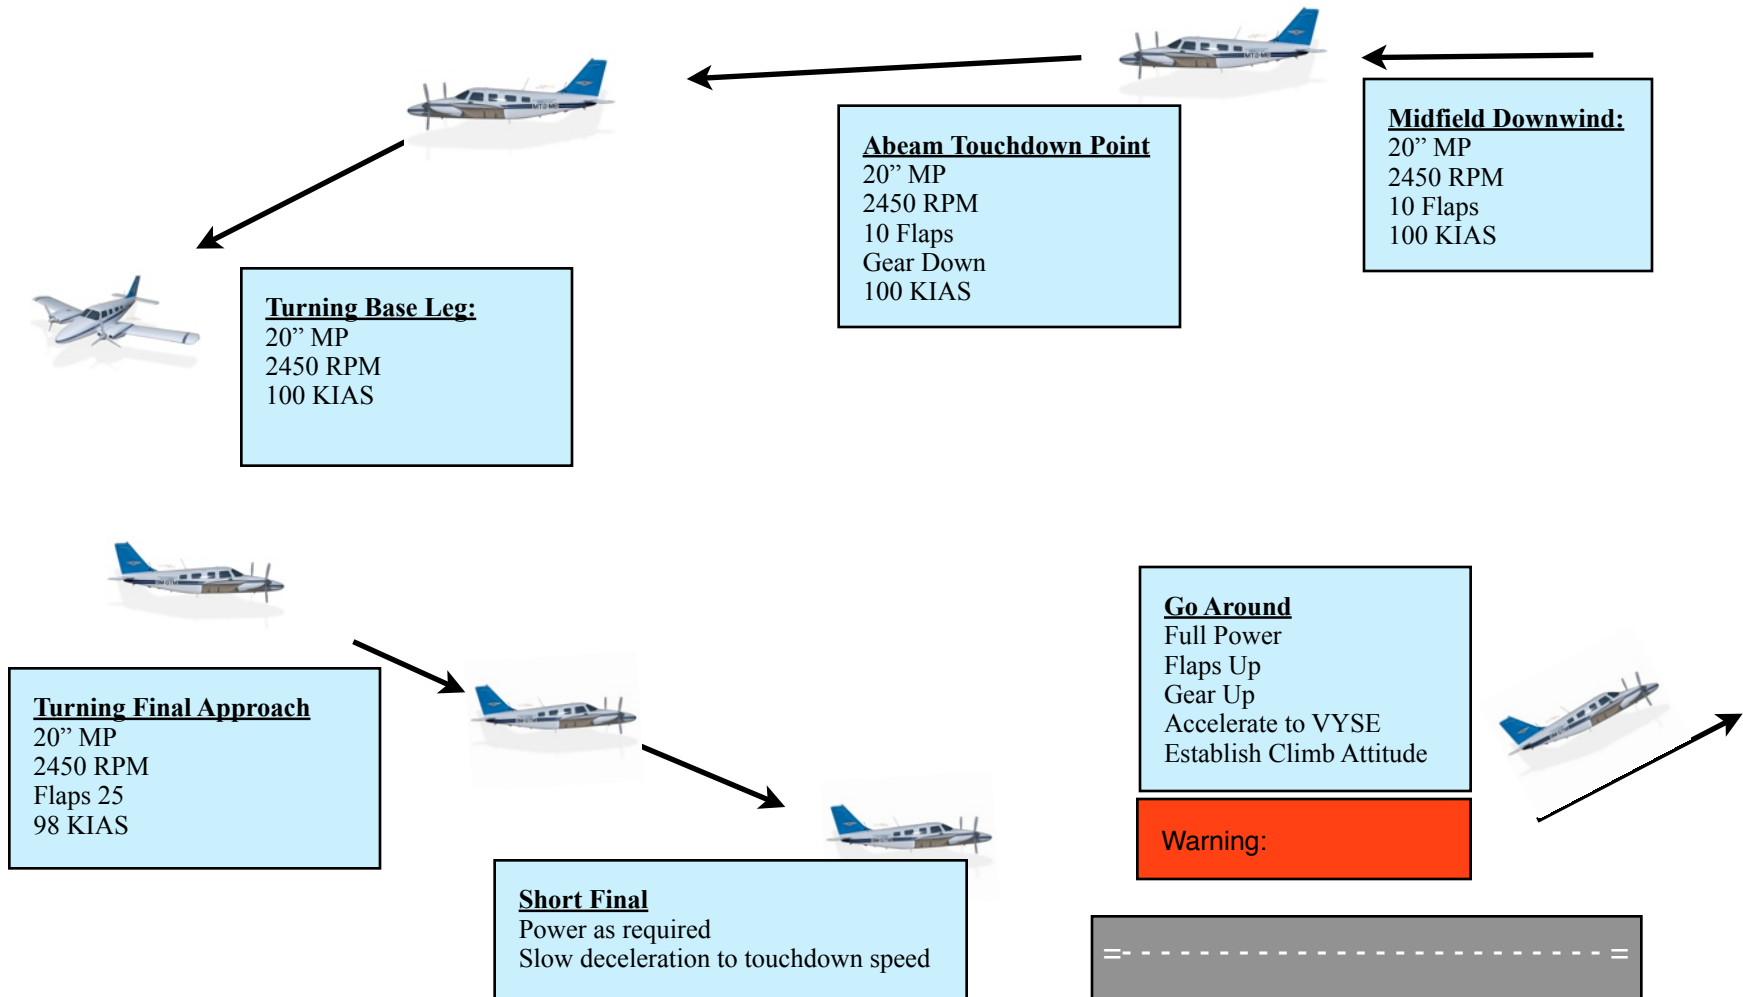 Midfield Downwind:
20” MP
2450 RPM
10 Flaps
100 KIAS
Abeam Touchdown Point
20” MP
2450 RPM
10 Flaps
Gear Down
100 KIAS
Turning Base Leg:
20” MP
2450 RPM
100 KIAS
Turning Final Approach
20” MP
2450 RPM
Flaps 25
98 KIAS
Short Final
Power as required
Slow deceleration to touchdown speed
Go Around
Full Power
Flaps Up
Gear Up
Accelerate to VYSE
Establish Climb Attitude
Warning: